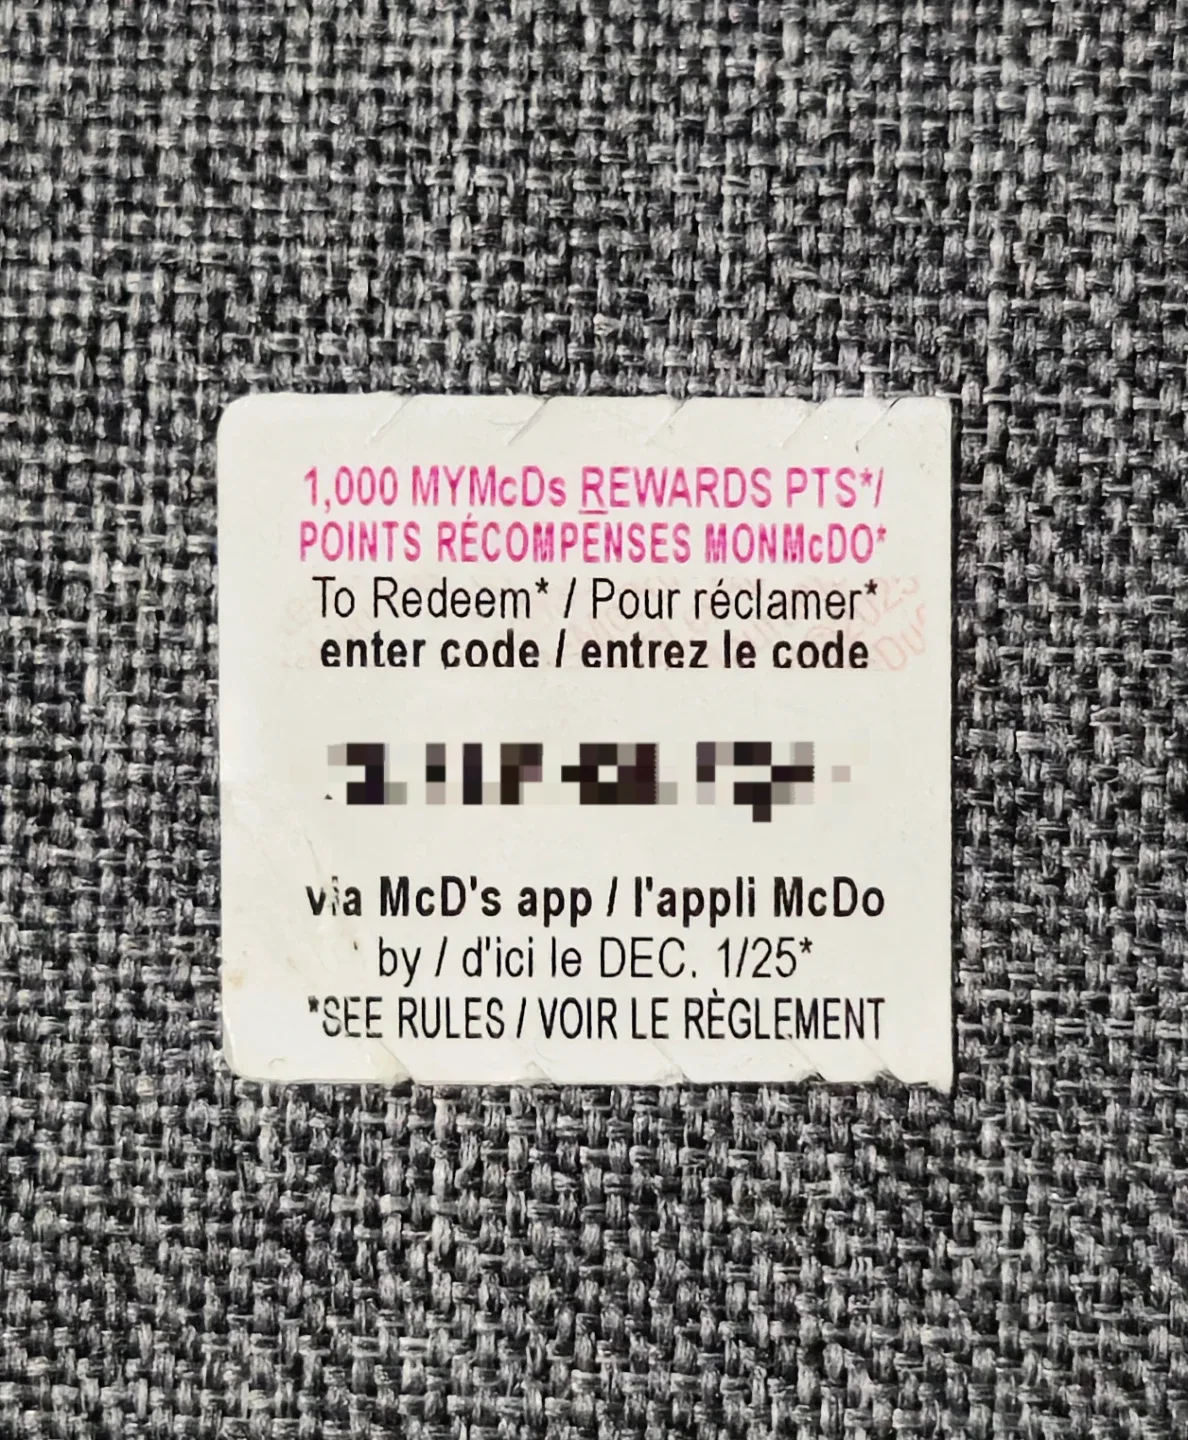 1,000 MYMcDs REWARDS PTS*/
POINTS RÉCOMPENSES MONMcDO*
To Redeem* / Pour réclamer*
enter code / entrez le code
via McD's app / l'appli McDo
by / d'ici le DEC. 1/25*
*SEE RULES / VOIR LE RÈGLEMENT